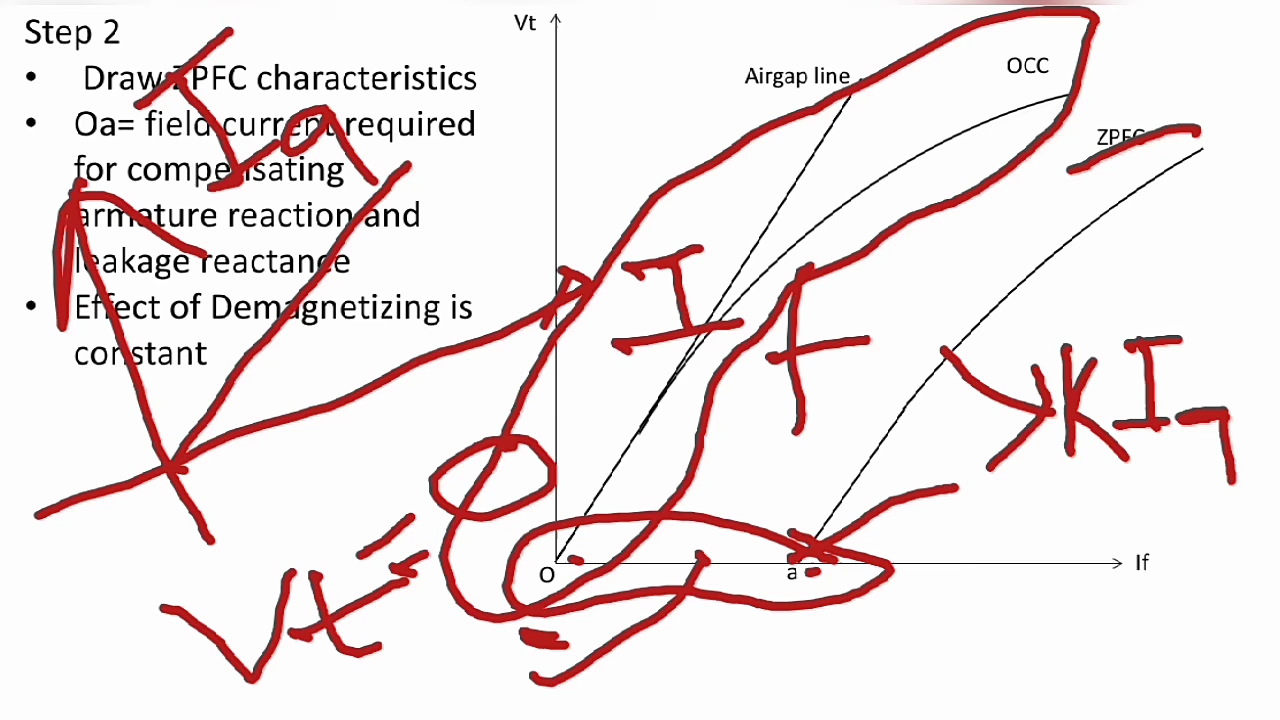 Step 2
• Draw ZPFC characteristics
• Oa= field current required
for compensating
armature reaction and
leakage reactance
• Effect of Demagnetizing is
constant
Vt
Airgap line
OCC
ZPFC
O
a
If
Ia
If
Vt